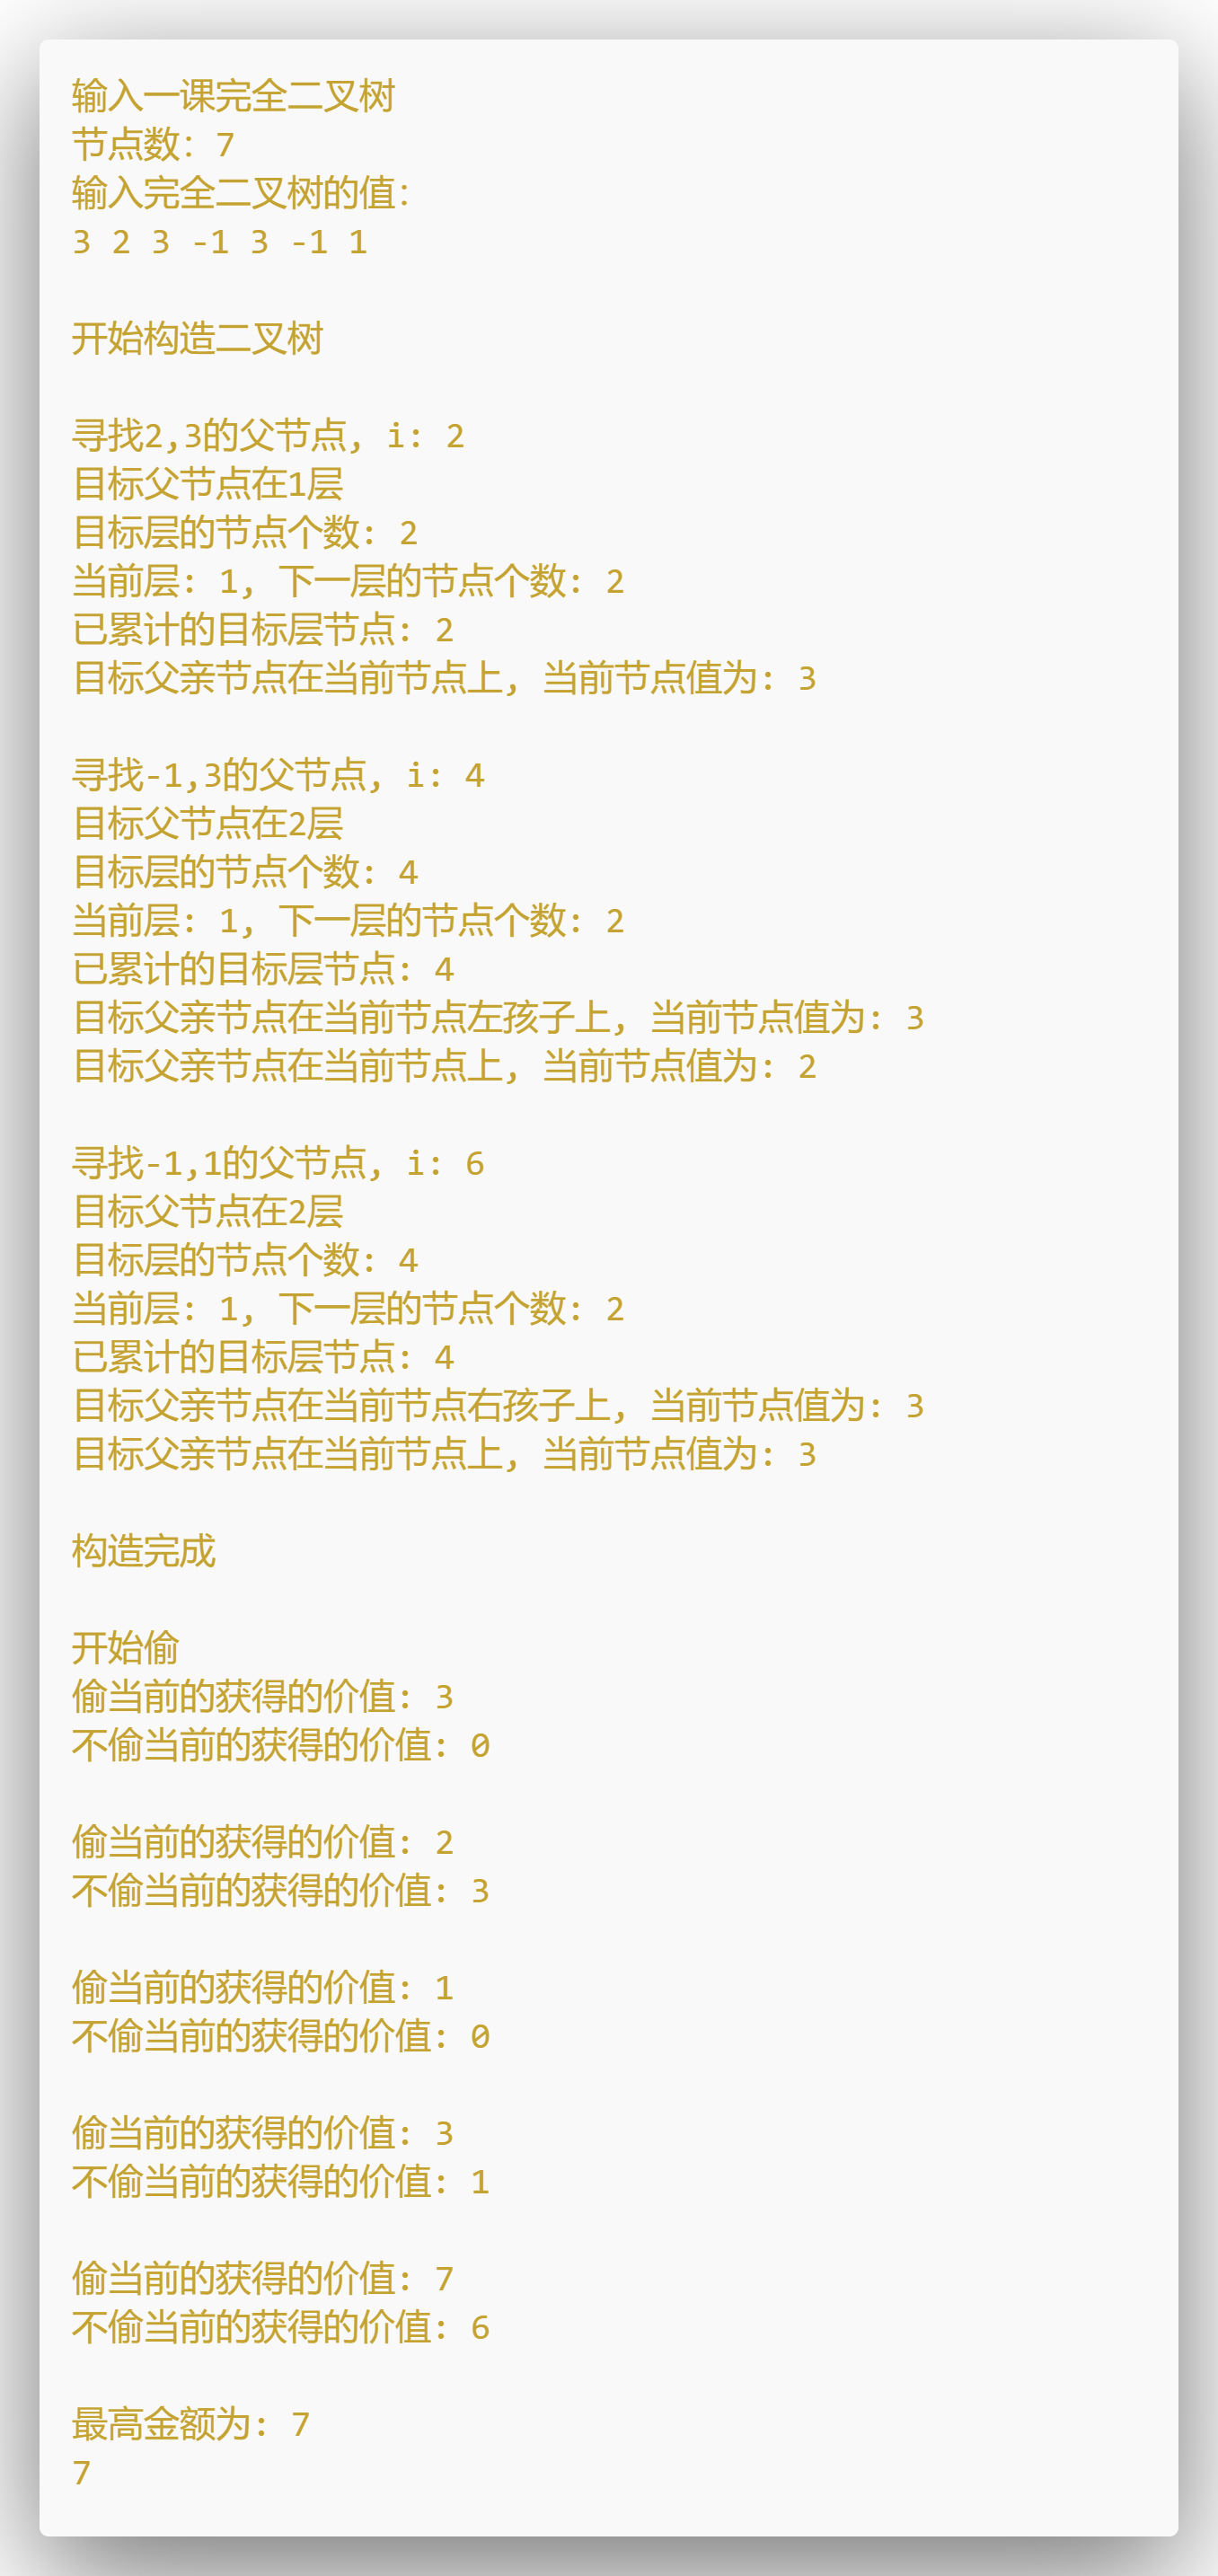 输入一课完全二叉树
节点数: 7
输入完全二叉树的值:
3 2 3 -1 3 -1 1
开始构造二叉树
寻找2,3的父节点, i: 2
目标父节点在1层
目标层的节点个数: 2
当前层: 1, 下一层的节点个数: 2
已累计的目标层节点: 2
目标父亲节点在当前节点上, 当前节点值为: 3
寻找-1,3的父节点, i: 4
目标父节点在2层
目标层的节点个数: 4
当前层: 1, 下一层的节点个数: 2
已累计的目标层节点: 4
目标父亲节点在当前节点左孩子上, 当前节点值为: 3
目标父亲节点在当前节点上, 当前节点值为: 2
寻找-1,1的父节点, i: 6
目标父节点在2层
目标层的节点个数: 4
当前层: 1, 下一层的节点个数: 2
已累计的目标层节点: 4
目标父亲节点在当前节点右孩子上, 当前节点值为: 3
目标父亲节点在当前节点上, 当前节点值为: 3
构造完成
开始偷
偷当前的获得的价值: 3
不偷当前的获得的价值: 0
偷当前的获得的价值: 2
不偷当前的获得的价值: 3
偷当前的获得的价值: 1
不偷当前的获得的价值: 0
偷当前的获得的价值: 3
不偷当前的获得的价值: 1
偷当前的获得的价值: 7
不偷当前的获得的价值: 6
最高金额为: 7
7